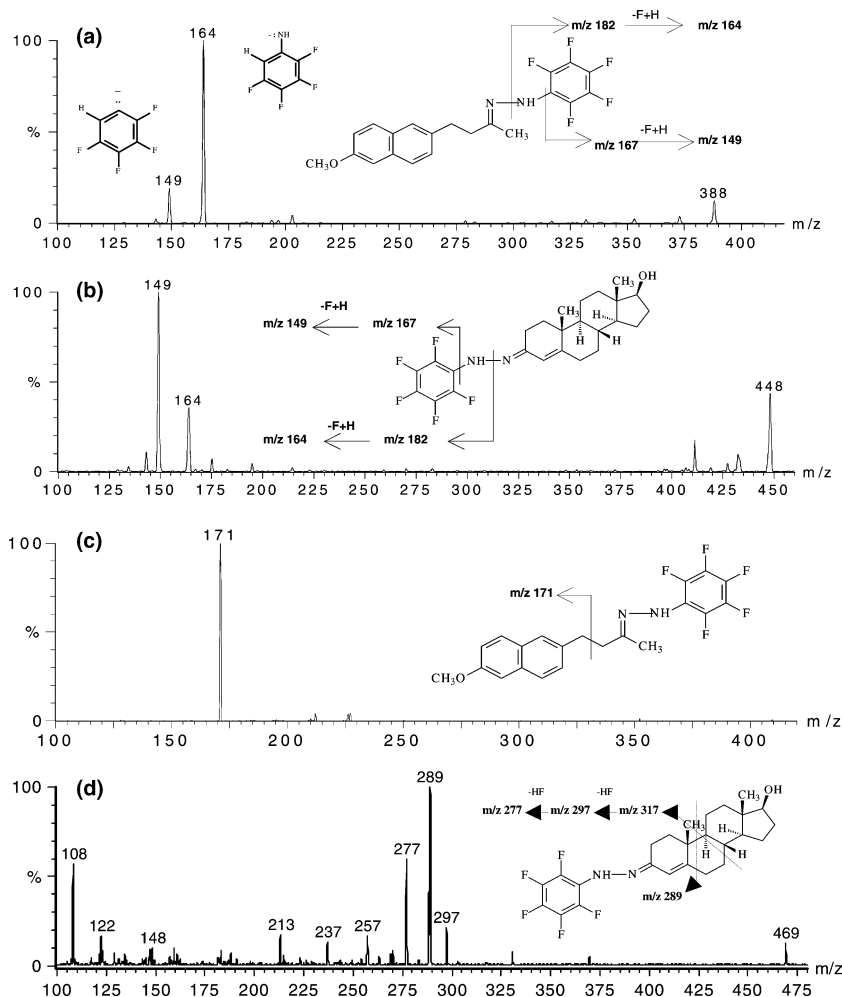 (a)
164
m/z 182 -F+H m/z 164
-: NH
H
F
F
F
F
F
F
F
F
F
N NH
CH₃
CH₃O
m/z 167 -F+H m/z 149
– ..
H
F
F
F
F
149
388
100
%
0
100 125 150 175 200 225 250 275 300 325 350 375 400 m/z
(b)
149
164
448
-F+H
m/z 149 m/z 167
-F+H
m/z 164 m/z 182
CH₃ OH
CH₃
H
H
H
F
F
F
F
F
NH N
100
%
0
100 125 150 175 200 225 250 275 300 325 350 375 400 425 450 m/z
(c)
171
m/z 171
F
F
F
F
F
N NH
CH₃
CH₃O
100
%
0
100 150 200 250 300 350 400 m/z
(d)
289
277
297
108
122
148
213
237
257
469
-HF -HF
m/z 277 m/z 297 m/z 317
CH₃ OH
CH₃
H
H
H
m/z 289
F
F
F
F
F
NH N
100
%
0
100 125 150 175 200 225 250 275 300 325 350 375 400 425 450 475 m/z